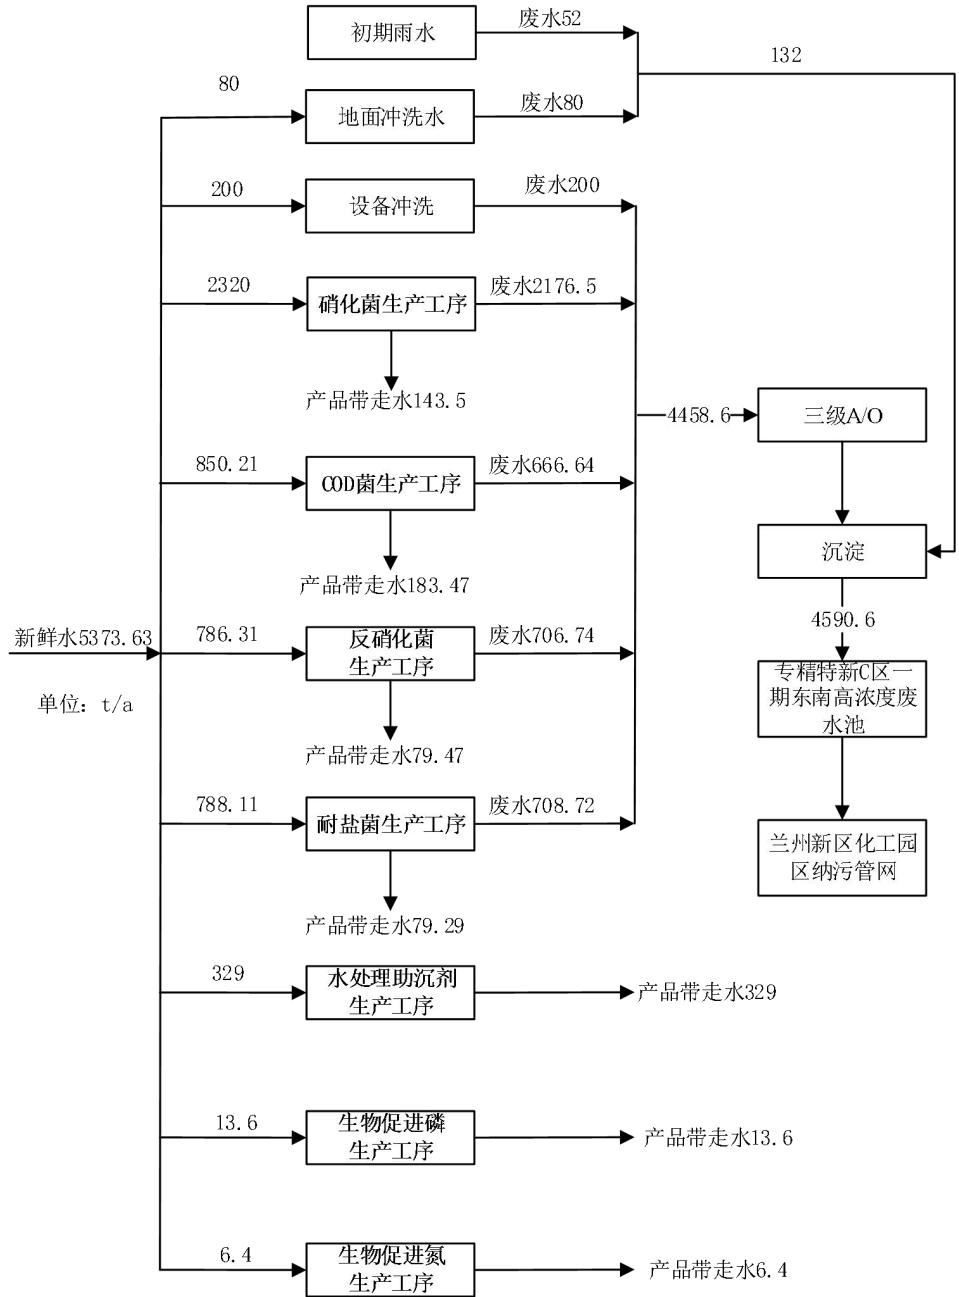 初期雨水
废水52
132
80
地面冲洗水
废水80
200
设备冲洗
废水200
2320
硝化菌生产工序
废水2176.5
产品带走水143.5
4458.6
三级A/O
850.21
COD菌生产工序
废水666.64
沉淀
产品带走水183.47
4590.6
新鲜水5373.63
786.31
反硝化菌
生产工序
废水706.74
专精特新C区一
期东南高浓度废
水池
单位：t/a
产品带走水79.47
788.11
耐盐菌生产工序
废水708.72
兰州新区化工园
区纳污管网
产品带走水79.29
329
水处理助沉剂
生产工序
产品带走水329
13.6
生物促进磷
生产工序
产品带走水13.6
6.4
生物促进氮
生产工序
产品带走水6.4